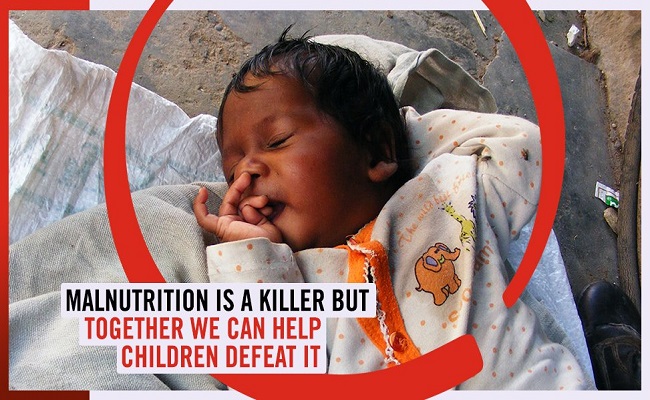 MALNUTRITION IS A KILLER BUT
TOGETHER WE CAN HELP
CHILDREN DEFEAT IT